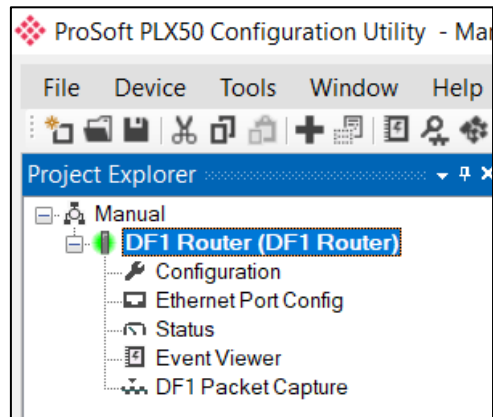 ProSoft PLX50 Configuration Utility - Ma
File Device Tools Window Help
Project Explorer
Manual
DF1 Router (DF1 Router)
Configuration
Ethernet Port Config
Status
Event Viewer
DF1 Packet Capture